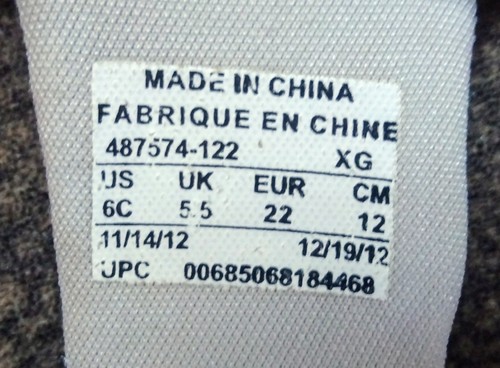 MADE IN CHINA
FABRIQUE EN CHINE
487574-122 XG
US UK EUR CM
6C 5.5 22 12
11/14/12 12/19/12
UPC 00685068184468